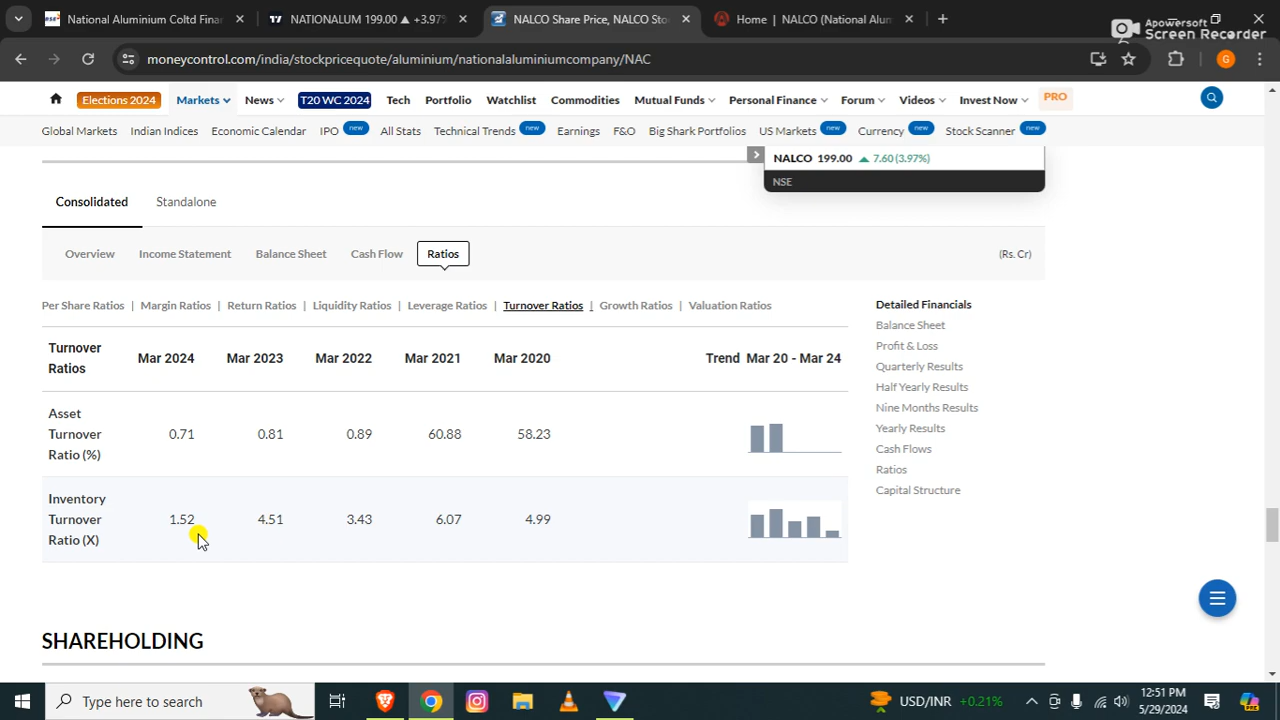 National Aluminium Coltd Finan
NATIONALUM 199.00 ▲ +3.97%
NALCO Share Price, NALCO Stoc
Home | NALCO (National Alum
Apowersoft
Screen Recorder
moneycontrol.com/india/stockpricequote/aluminium/nationalaluminiumcompany/NAC
G
Elections 2024
Markets
News
T20 WC 2024
Tech
Portfolio
Watchlist
Commodities
Mutual Funds
Personal Finance
Forum
Videos
Invest Now
PRO
Global Markets
Indian Indices
Economic Calendar
IPO new
All Stats
Technical Trends new
Earnings
F&O
Big Shark Portfolios
US Markets new
Currency new
Stock Scanner new
NALCO 199.00 ▲ 7.60 (3.97%)
NSE
Consolidated
Standalone
Overview
Income Statement
Balance Sheet
Cash Flow
Ratios
(Rs. Cr)
Per Share Ratios | Margin Ratios | Return Ratios | Liquidity Ratios | Leverage Ratios | Turnover Ratios | Growth Ratios | Valuation Ratios
Turnover
Ratios
Mar 2024 Mar 2023 Mar 2022 Mar 2021 Mar 2020 Trend Mar 20 - Mar 24
Asset
Turnover
Ratio (%)
0.71 0.81 0.89 60.88 58.23
Inventory
Turnover
Ratio (X)
1.52 4.51 3.43 6.07 4.99
Detailed Financials
Balance Sheet
Profit & Loss
Quarterly Results
Half Yearly Results
Nine Months Results
Yearly Results
Cash Flows
Ratios
Capital Structure
SHAREHOLDING
Type here to search
USD/INR +0.21%
12:51 PM
5/29/2024